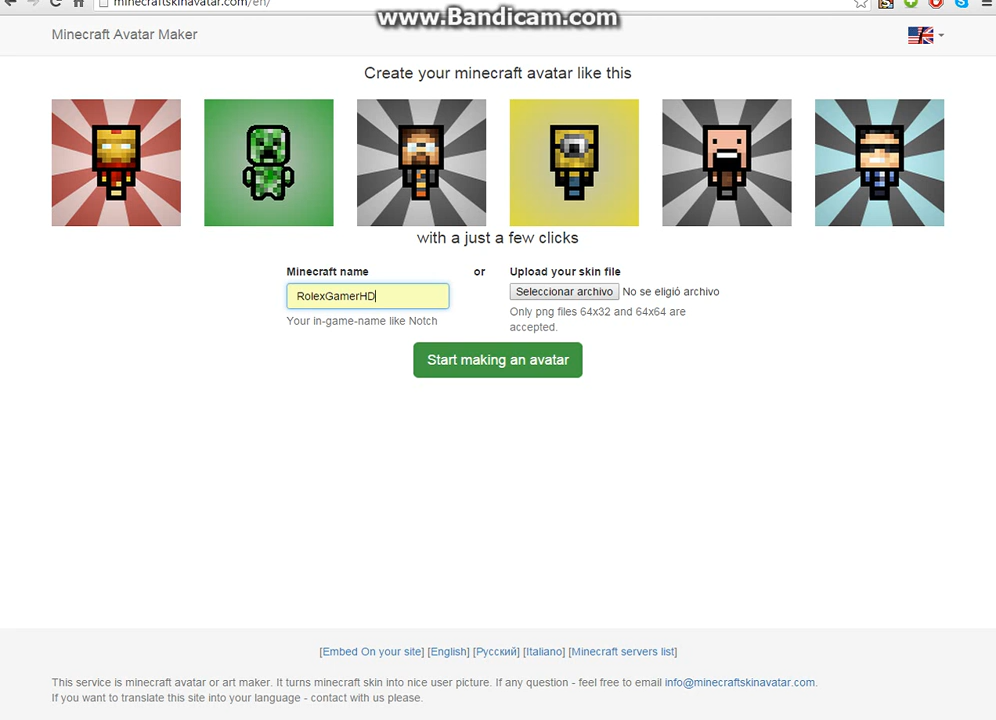 minecraftskinavatar.com/en/
www.Bandicam.com
Minecraft Avatar Maker
Create your minecraft avatar like this
with a just a few clicks
Minecraft name
or
Upload your skin file
RolexGamerHD
Seleccionar archivo No se eligió archivo
Your in-game-name like Notch
Only png files 64x32 and 64x64 are
accepted.
Start making an avatar
[Embed On your site] [English] [Русский] [Italiano] [Minecraft servers list]
This service is minecraft avatar or art maker. It turns minecraft skin into nice user picture. If any question - feel free to email info@minecraftskinavatar.com.
If you want to translate this site into your language - contact with us please.